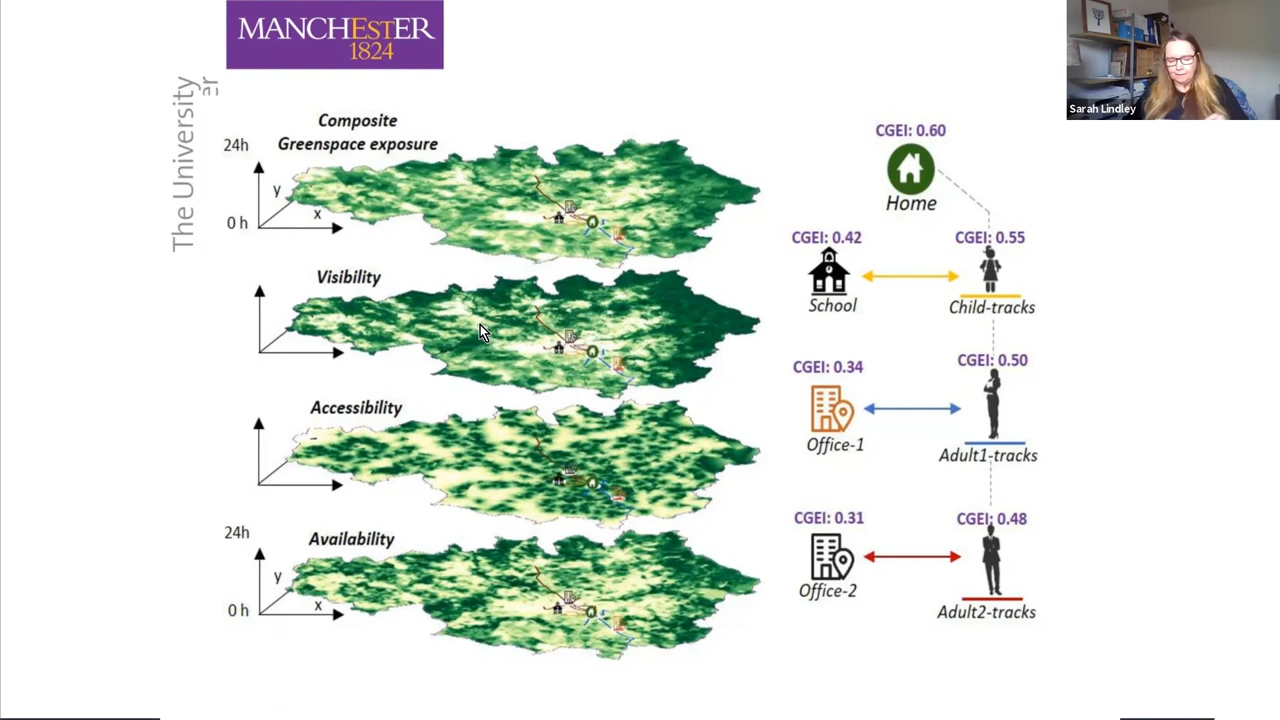 MANCHESTER
1824
The University
er
Composite
Greenspace exposure
24h
y
x
0 h
Visibility
Accessibility
Availability
24h
y
x
0 h
CGEI: 0.60
Home
CGEI: 0.42
School
CGEI: 0.55
Child-tracks
CGEI: 0.34
Office-1
CGEI: 0.50
Adult1-tracks
CGEI: 0.31
Office-2
CGEI: 0.48
Adult2-tracks
Sarah Lindley